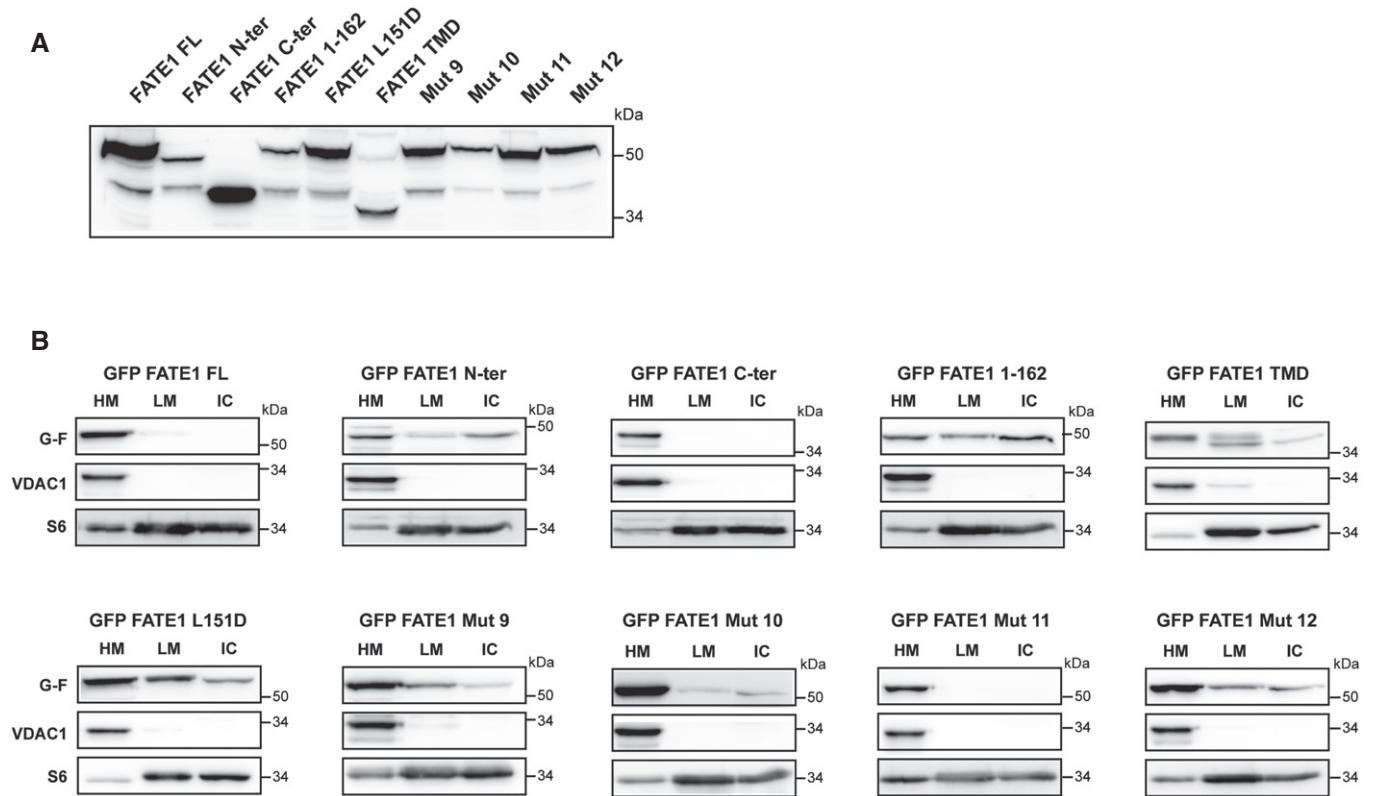 A
FATE1 FL FATE1 N-ter FATE1 C-ter FATE1 1-162 FATE1 L151D FATE1 TMD Mut 9 Mut 10 Mut 11 Mut 12
kDa
50
34
B
GFP FATE1 FL GFP FATE1 N-ter GFP FATE1 C-ter GFP FATE1 1-162 GFP FATE1 TMD
HM LM IC HM LM IC HM LM IC HM LM IC HM LM IC
kDa kDa kDa kDa kDa
G-F 50 50 34 50 34
VDAC1 34 34 34 34 34
S6 34 34 34 34 34
GFP FATE1 L151D GFP FATE1 Mut 9 GFP FATE1 Mut 10 GFP FATE1 Mut 11 GFP FATE1 Mut 12
HM LM IC HM LM IC HM LM IC HM LM IC HM LM IC
kDa kDa kDa kDa kDa
G-F 50 50 50 50 50
VDAC1 34 34 34 34 34
S6 34 34 34 34 34